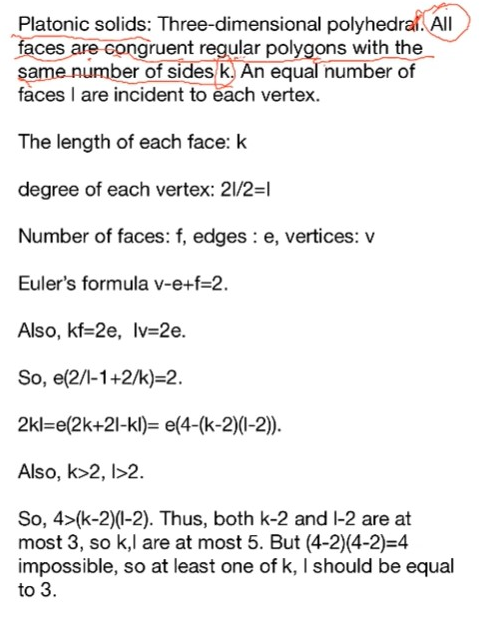 Platonic solids: Three-dimensional polyhedral. All
faces are congruent regular polygons with the
same number of sides k. An equal number of
faces l are incident to each vertex.
The length of each face: k
degree of each vertex: 2l/2=l
Number of faces: f, edges : e, vertices: v
Euler's formula v-e+f=2.
Also, kf=2e, lv=2e.
So, e(2/l-1+2/k)=2.
2kl=e(2k+2l-kl)= e(4-(k-2)(l-2)).
Also, k>2, l>2.
So, 4>(k-2)(l-2). Thus, both k-2 and l-2 are at
most 3, so k,l are at most 5. But (4-2)(4-2)=4
impossible, so at least one of k, l should be equal
to 3.